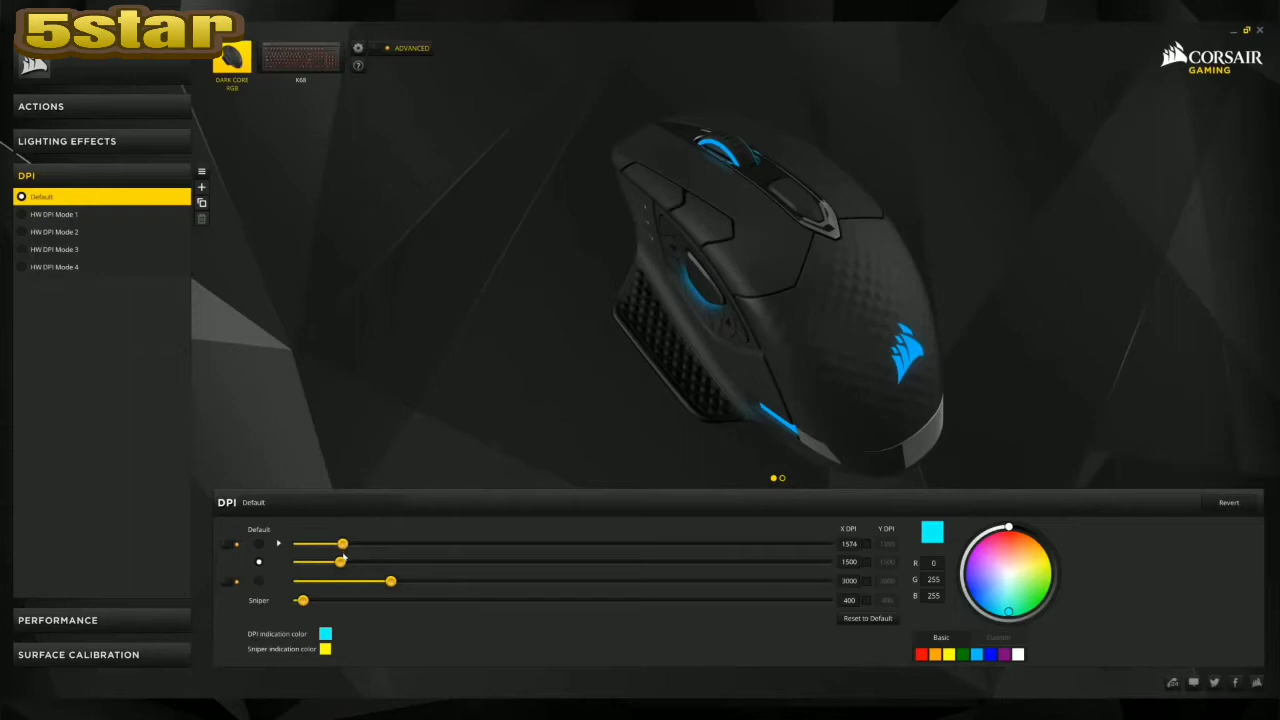 5star
ADVANCED
DARK CORE
RGB
K68
CORSAIR
GAMING
ACTIONS
LIGHTING EFFECTS
DPI
Default
HW DPI Mode 1
HW DPI Mode 2
HW DPI Mode 3
HW DPI Mode 4
PERFORMANCE
SURFACE CALIBRATION
DPI Default
Revert
Default
X DPI Y DPI
1574
1500 1500
3000 3000
Sniper 400 400
Reset to Default
DPI indication color
Sniper indication color
R 0
G 255
B 255
Basic Custom